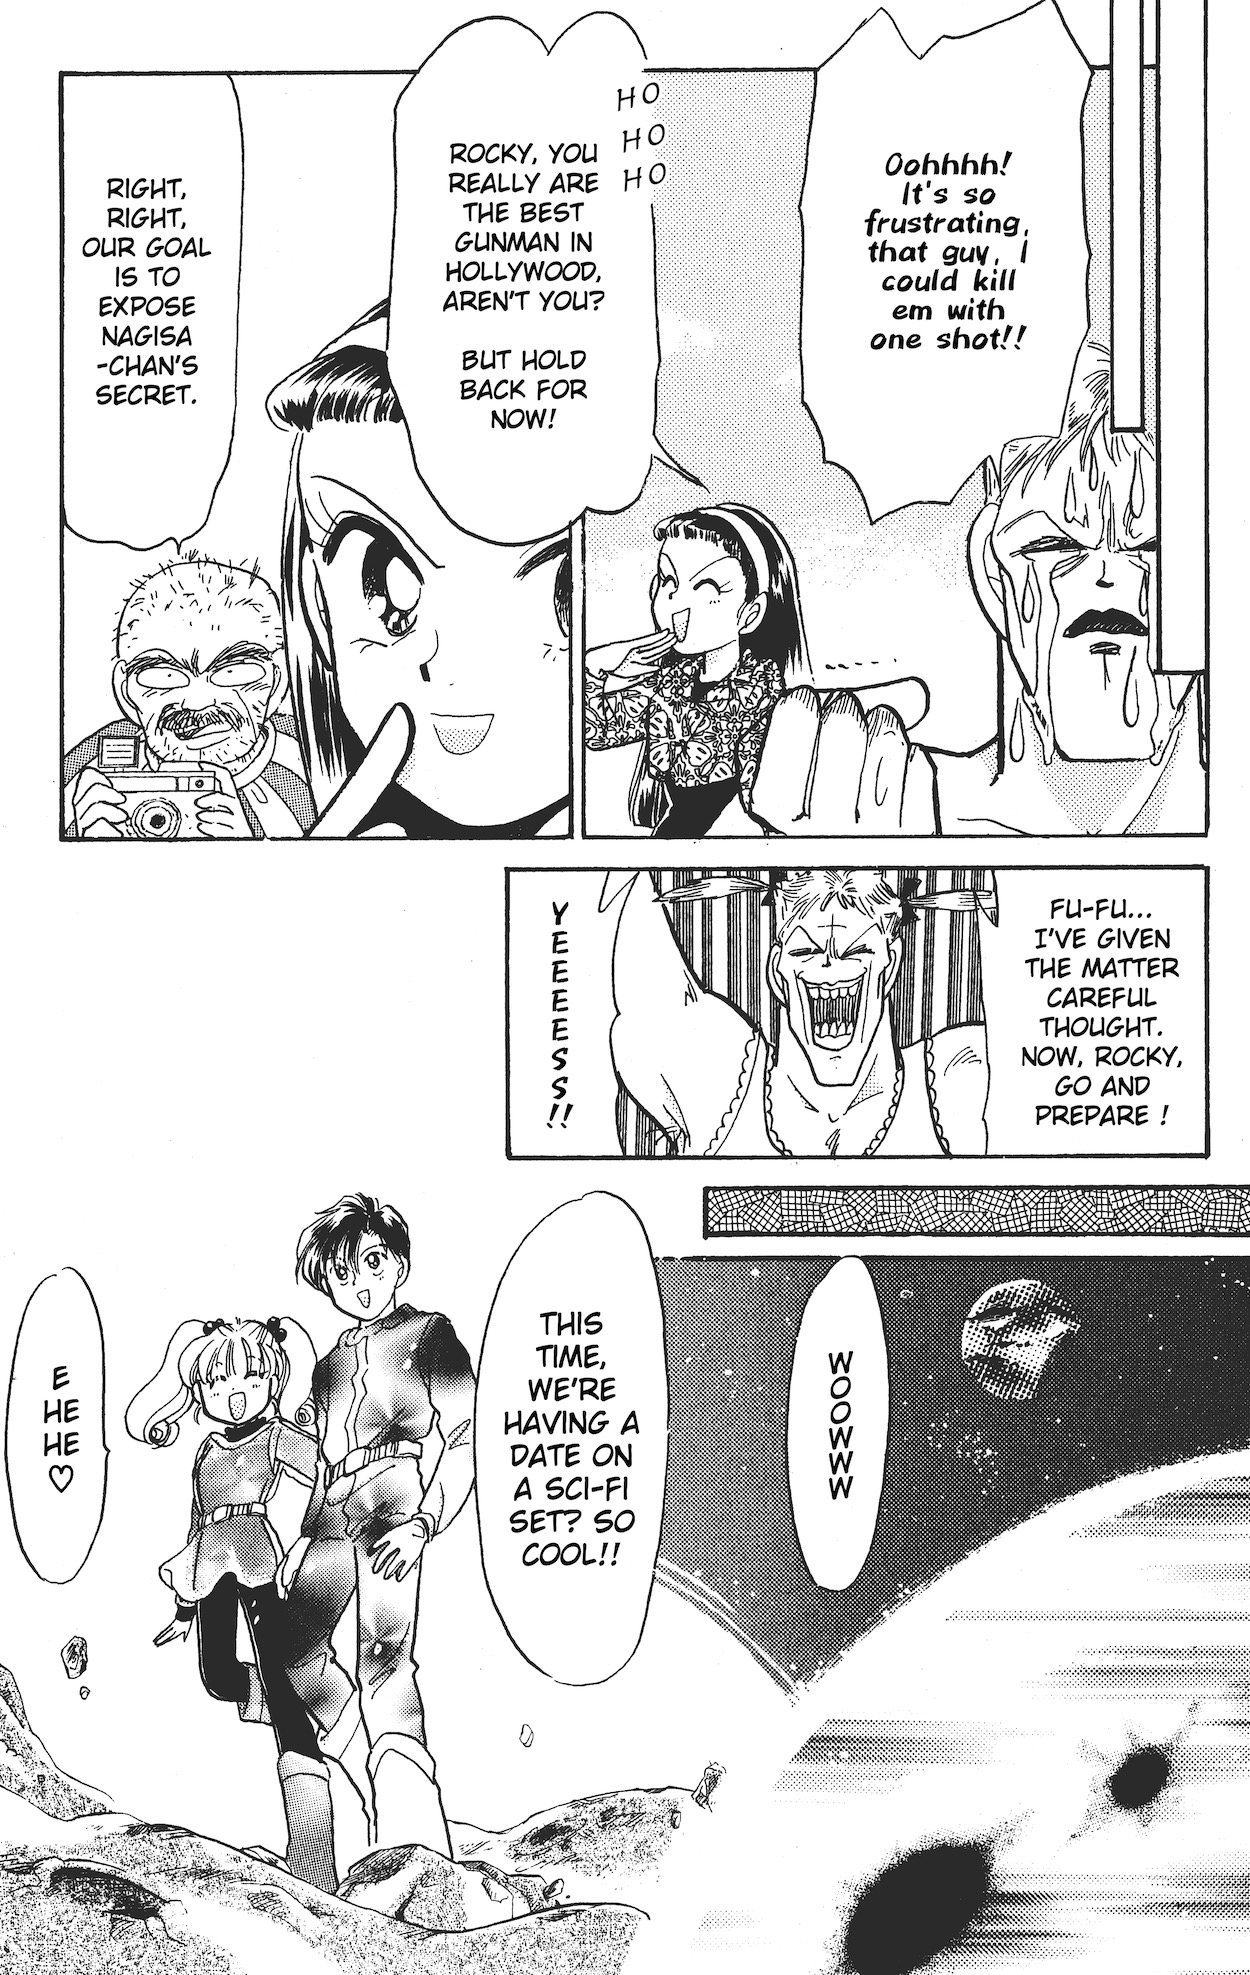 Oohhhh!
It's so
frustrating,
that guy, I
could kill
em with
one shot!!
HO
HO
HO
ROCKY, YOU
REALLY ARE
THE BEST
GUNMAN IN
HOLLYWOOD,
AREN'T YOU?
BUT HOLD
BACK FOR
NOW!
RIGHT,
RIGHT,
OUR GOAL
IS TO
EXPOSE
NAGISA
-CHAN'S
SECRET.
FU-FU...
I'VE GIVEN
THE MATTER
CAREFUL
THOUGHT.
NOW, ROCKY,
GO AND
PREPARE !
YEEEEESS!!
WOOWWW
THIS
TIME,
WE'RE
HAVING A
DATE ON
A SCI-FI
SET? SO
COOL!!
E
HE
HE
♡